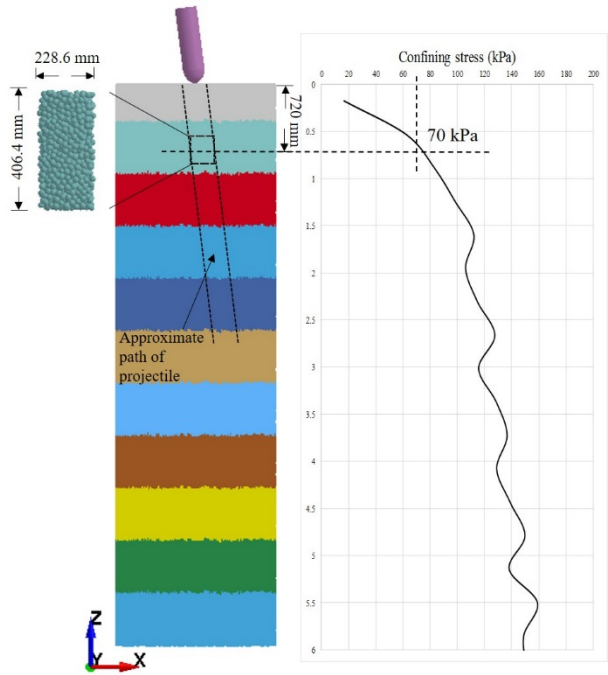 228.6 mm
406.4 mm
720 mm
Approximate
path of
projectile
Z
Y
X
Confining stress (kPa)
0 20 40 60 80 100 120 140 160 180 200
0
0.5
70 kPa
1
1.5
2
2.5
3
3.5
4
4.5
5
5.5
6